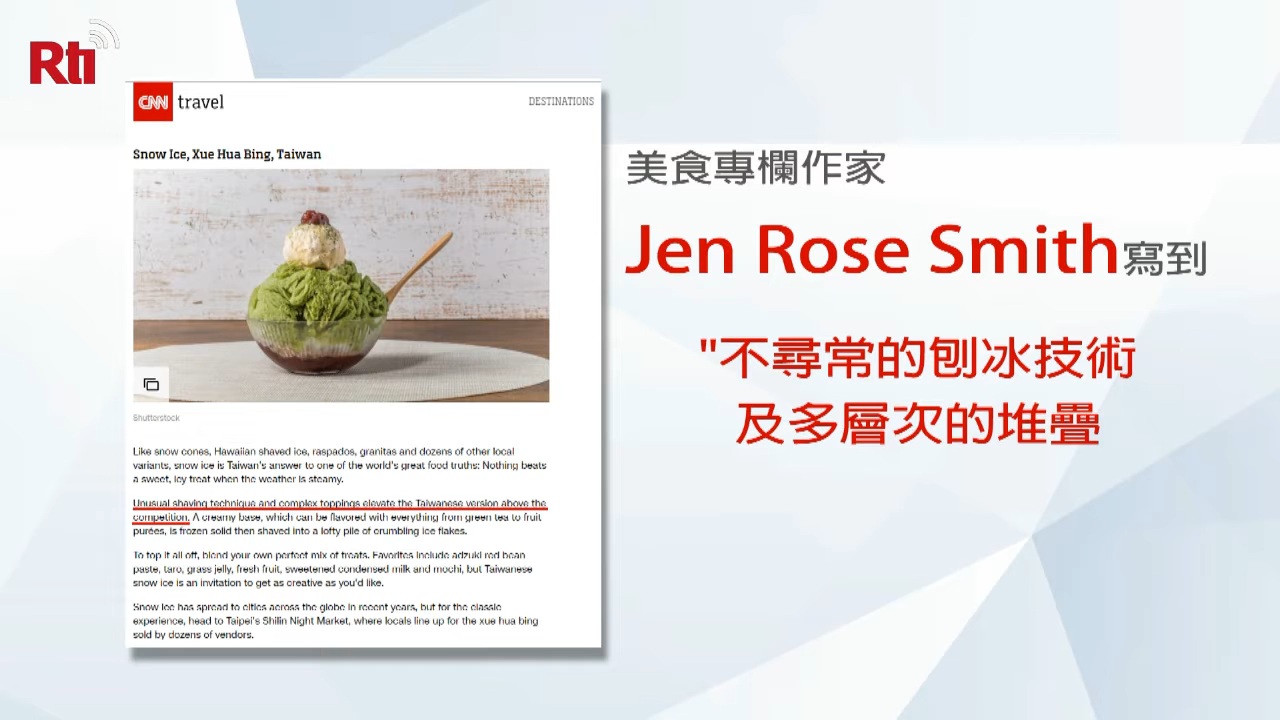 Rti
CNN travel
DESTINATIONS
Snow Ice, Xue Hua Bing, Taiwan
Shutterstock
Like snow cones, Hawaiian shaved ice, raspados, granitas and dozens of other local
variants, snow ice is Taiwan's answer to one of the world's great food truths: Nothing beats
a sweet, icy treat when the weather is steamy.
Unusual shaving technique and complex toppings elevate the Taiwanese version above the
competition. A creamy base, which can be flavored with everything from green tea to fruit
purées, is frozen solid then shaved into a lofty pile of crumbling ice flakes.
To top it all off, blend your own perfect mix of treats. Favorites include adzuki red bean
paste, taro, grass jelly, fresh fruit, sweetened condensed milk and mochi, but Taiwanese
snow ice is an invitation to get as creative as you'd like.
Snow Ice has spread to cities across the globe in recent years, but for the classic
experience, head to Taipei's Shilin Night Market, where locals line up for the xue hua bing
sold by dozens of vendors.
美食專欄作家
Jen Rose Smith寫到
"不尋常的刨冰技術
及多層次的堆疊